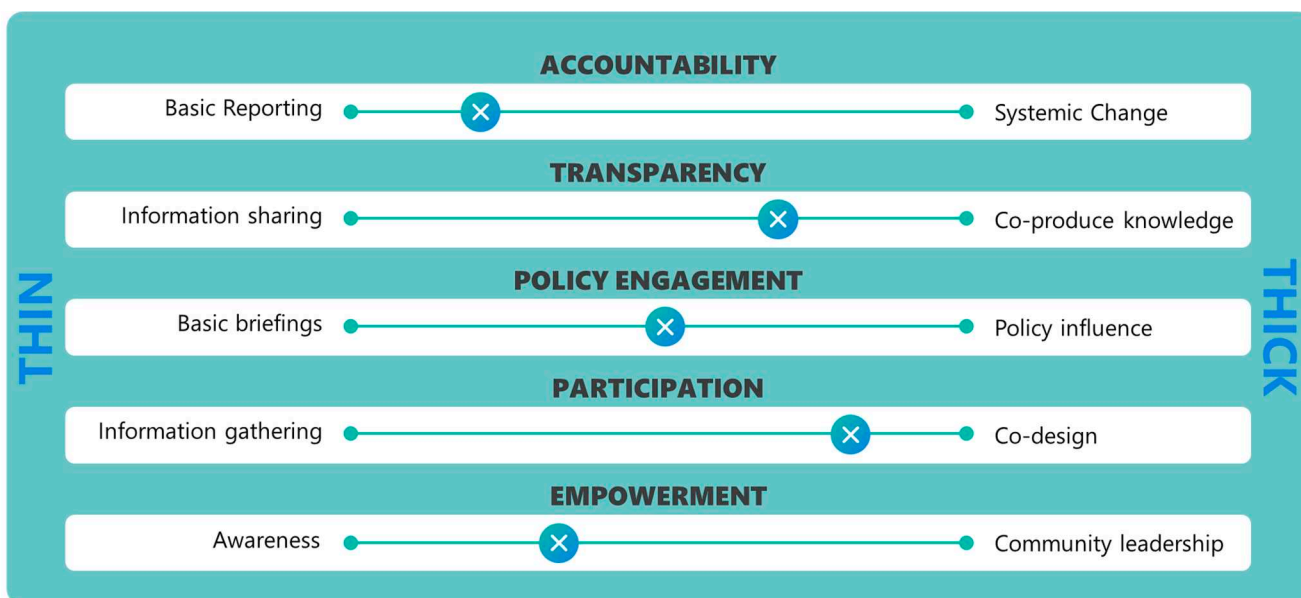 ACCOUNTABILITY
Basic Reporting
Systemic Change
TRANSPARENCY
Information sharing
Co-produce knowledge
THIN
POLICY ENGAGEMENT
THICK
Basic briefings
Policy influence
PARTICIPATION
Information gathering
Co-design
EMPOWERMENT
Awareness
Community leadership